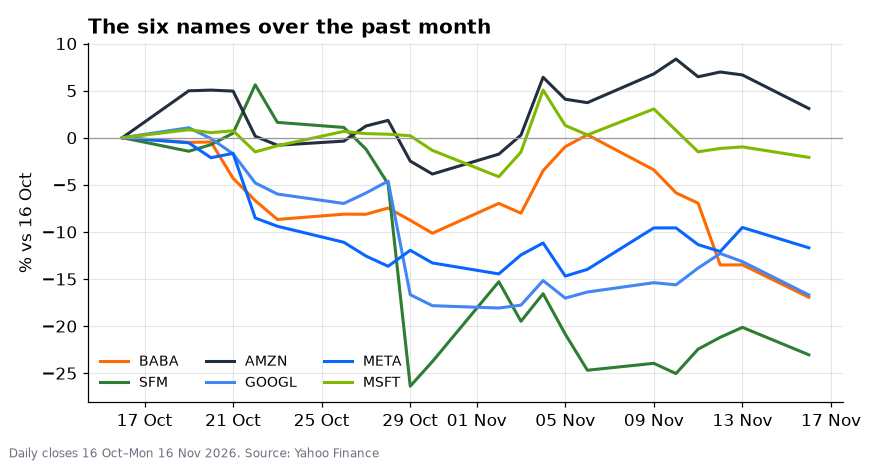 The six names over the past month
% vs 16 Oct
10
5
0
−5
−10
−15
−20
−25
BABA AMZN META
SFM GOOGL MSFT
17 Oct 21 Oct 25 Oct 29 Oct 01 Nov 05 Nov 09 Nov 13 Nov 17 Nov
Daily closes 16 Oct–Mon 16 Nov 2026. Source: Yahoo Finance